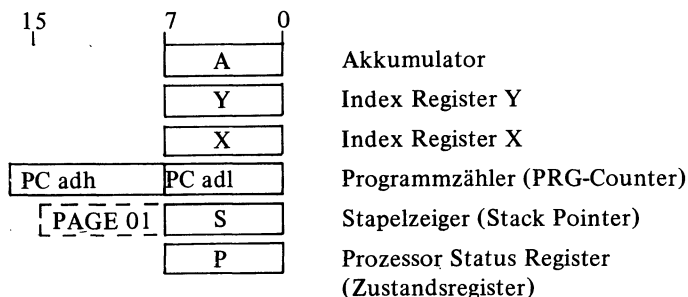 15 7 0
A Akkumulator
Y Index Register Y
X Index Register X
PC adh PC adl Programmzähler (PRG-Counter)
PAGE 01 S Stapelzeiger (Stack Pointer)
P Prozessor Status Register
(Zustandsregister)